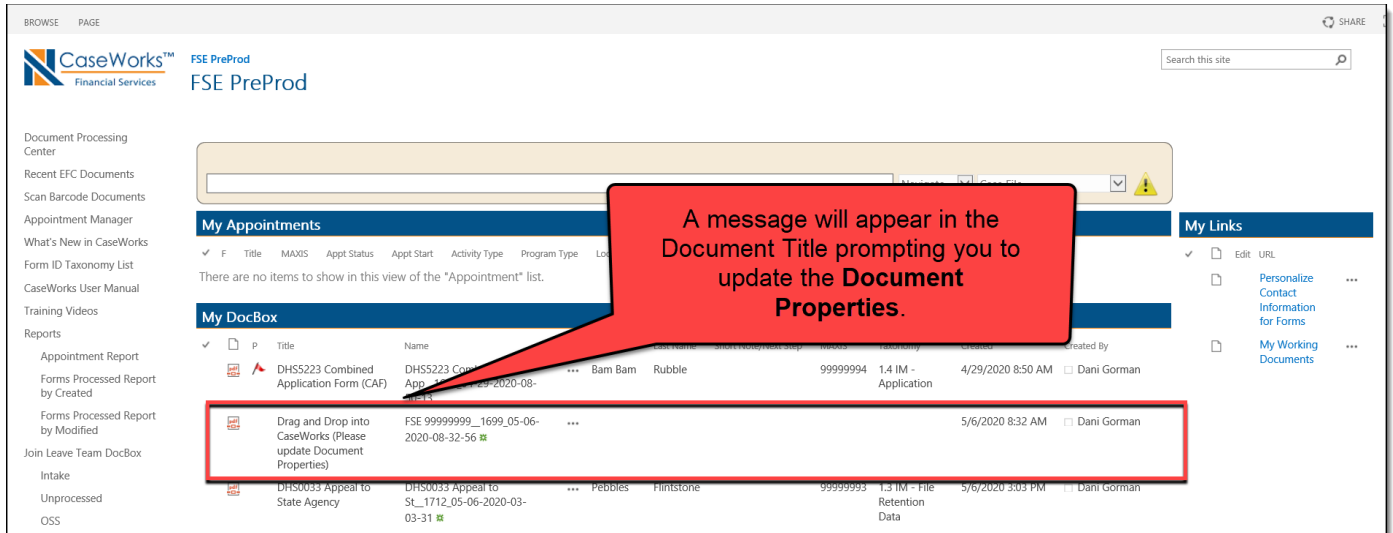 BROWSE PAGE
SHARE
CaseWorks™
Financial Services
FSE PreProd
FSE PreProd
Search this site
Document Processing
Center
Recent EFC Documents
Scan Barcode Documents
Appointment Manager
What's New in CaseWorks
Form ID Taxonomy List
CaseWorks User Manual
Training Videos
Reports
Appointment Report
Forms Processed Report
by Created
Forms Processed Report
by Modified
Join Leave Team DocBox
Intake
Unprocessed
OSS
Navigate Case File
A message will appear in the
Document Title prompting you to
update the Document
Properties.
My Appointments
F Title MAXIS Appt Status Appt Start Activity Type Program Type
There are no items to show in this view of the "Appointment" list.
My DocBox
P Title Name Last Name Short Note/Next Step MAXIS Taxonomy Created Created By
DHS5223 Combined
Application Form (CAF)
DHS5223
Bam Bam Rubble 99999994 1.4 IM -
Application
4/29/2020 8:50 AM Dani Gorman
Drag and Drop into
CaseWorks (Please
update Document
Properties)
FSE 99999999__1699_05-06-
2020-08-32-56
5/6/2020 8:32 AM Dani Gorman
DHS0033 Appeal to
State Agency
DHS0033 Appeal to
St__1712_05-06-2020-03-
03-31
Pebbles Flintstone 99999993 1.3 IM - File
Retention
Data
5/6/2020 3:03 PM Dani Gorman
My Links
Edit URL
Personalize
Contact
Information
for Forms
My Working
Documents